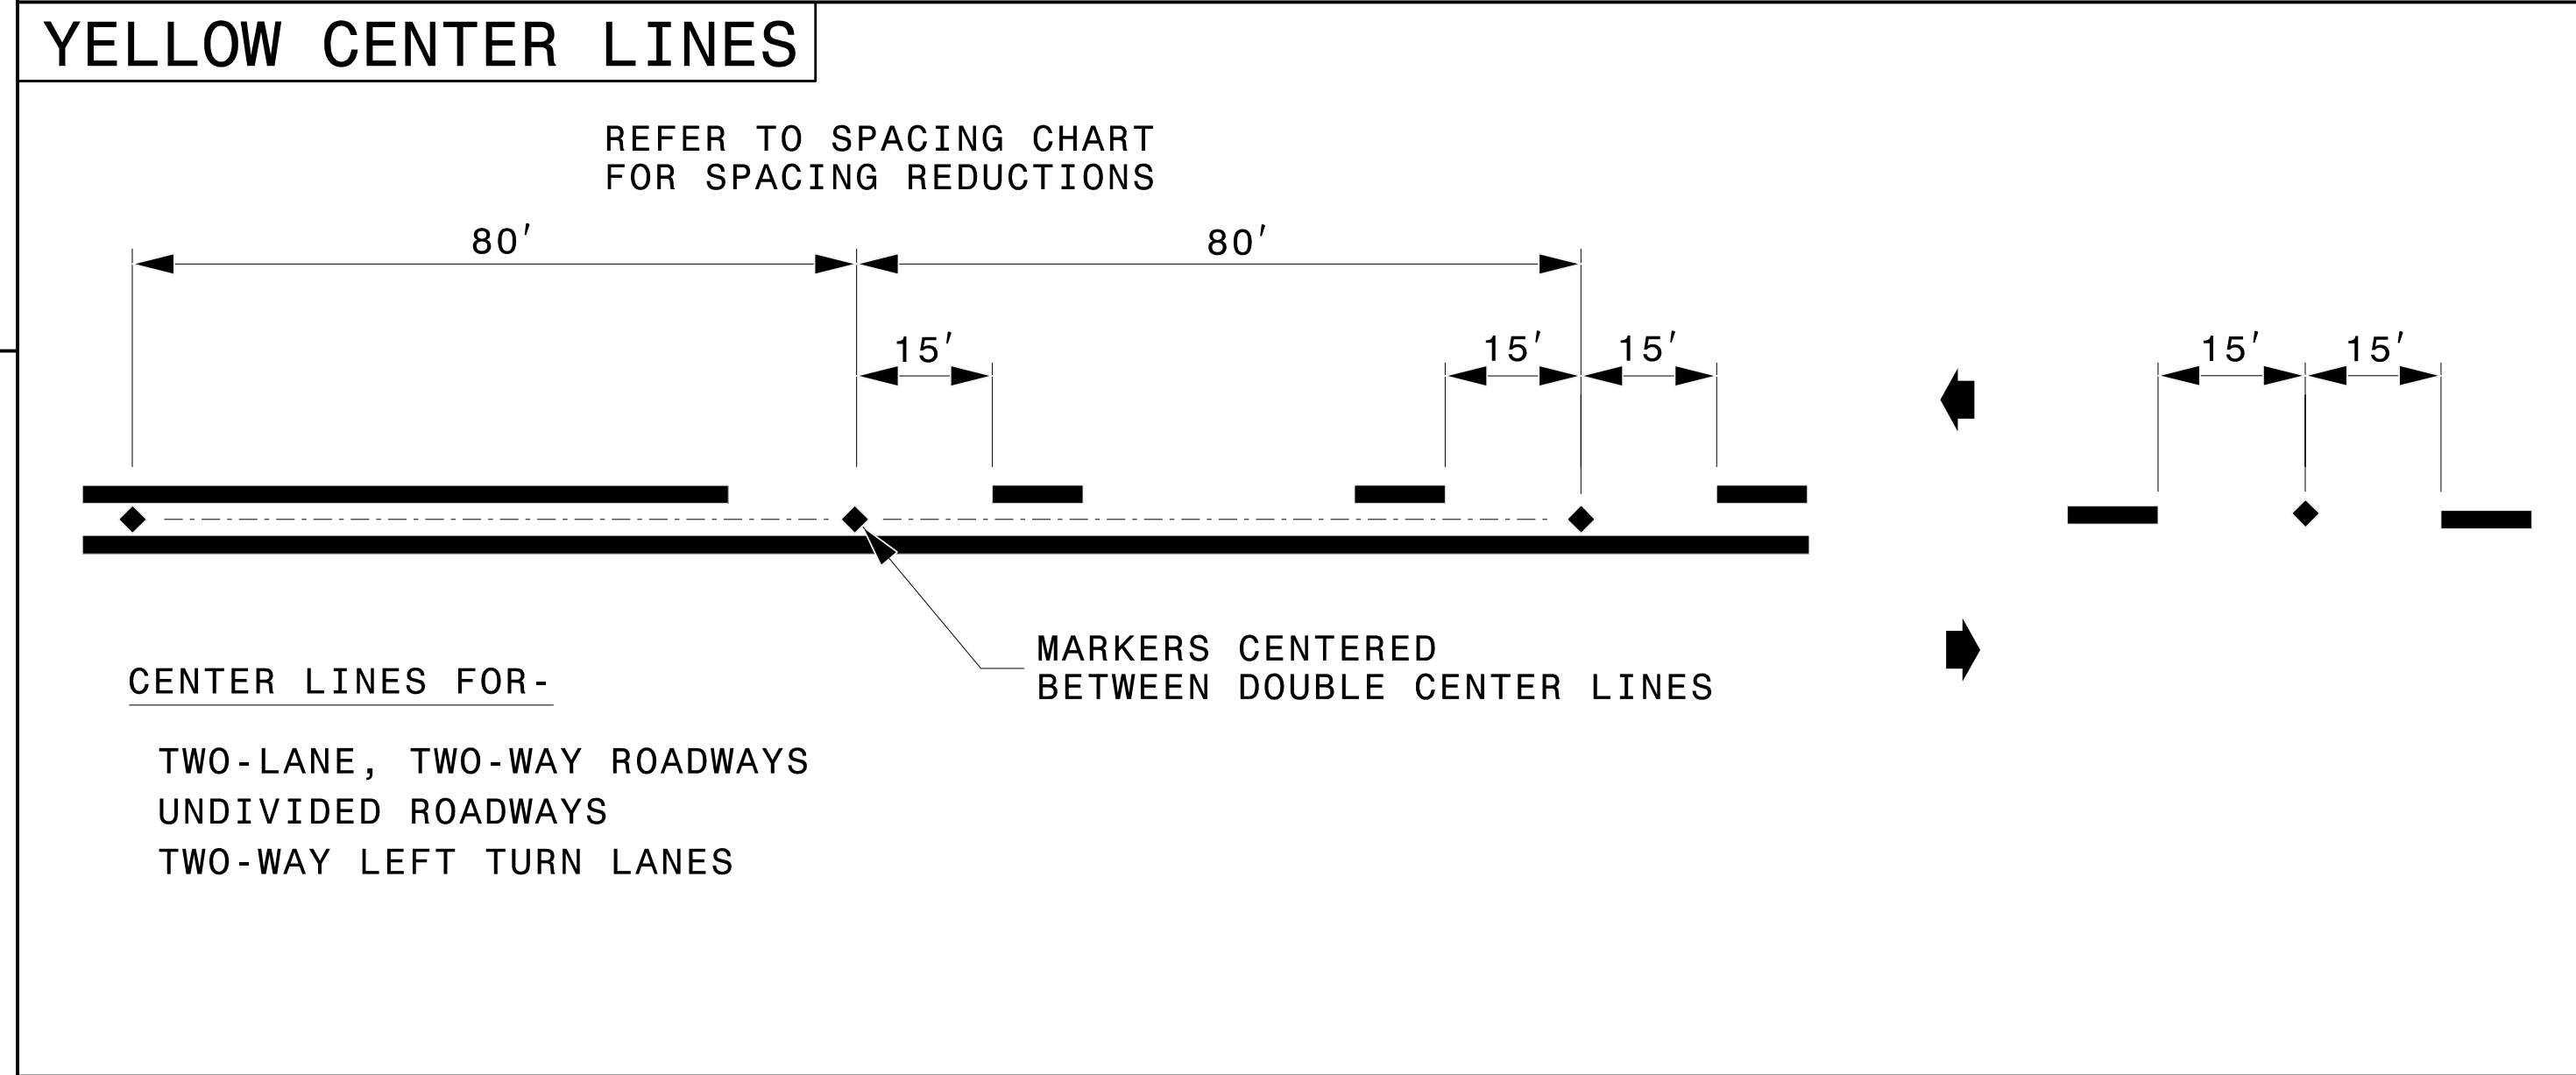 YELLOW CENTER LINES
REFER TO SPACING CHART
FOR SPACING REDUCTIONS
80' 80'
15' 15' 15' 15' 15'
MARKERS CENTERED
BETWEEN DOUBLE CENTER LINES
CENTER LINES FOR-
TWO-LANE, TWO-WAY ROADWAYS
UNDIVIDED ROADWAYS
TWO-WAY LEFT TURN LANES